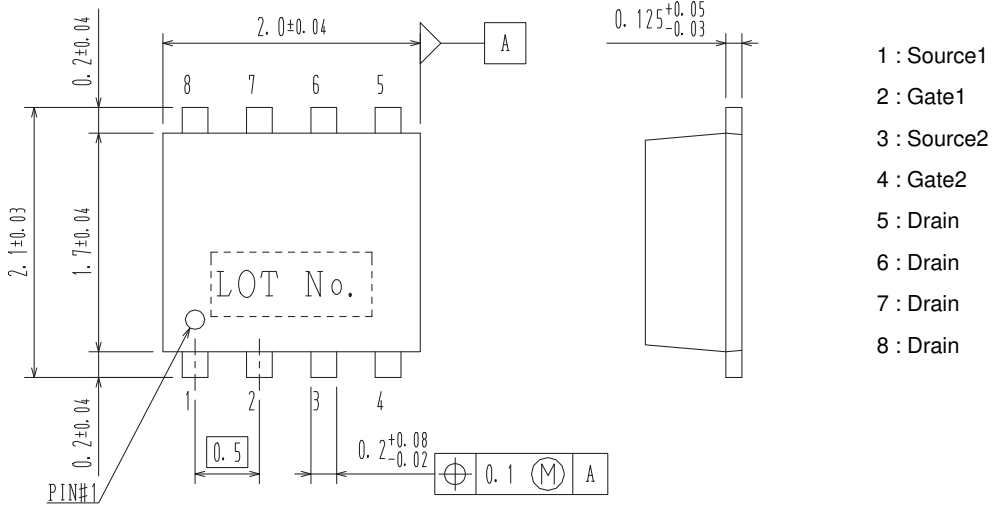 0.125+0.05
-0.03
2.0±0.04
A
0.2±0.04
8 7 6 5
2.1±0.03
1.7±0.04
LOT No.
1 2 3 4
0.2±0.04
0.5
0.2+0.08
-0.02
⌖ 0.1 Ⓜ A
PIN#1
1 : Source1
2 : Gate1
3 : Source2
4 : Gate2
5 : Drain
6 : Drain
7 : Drain
8 : Drain